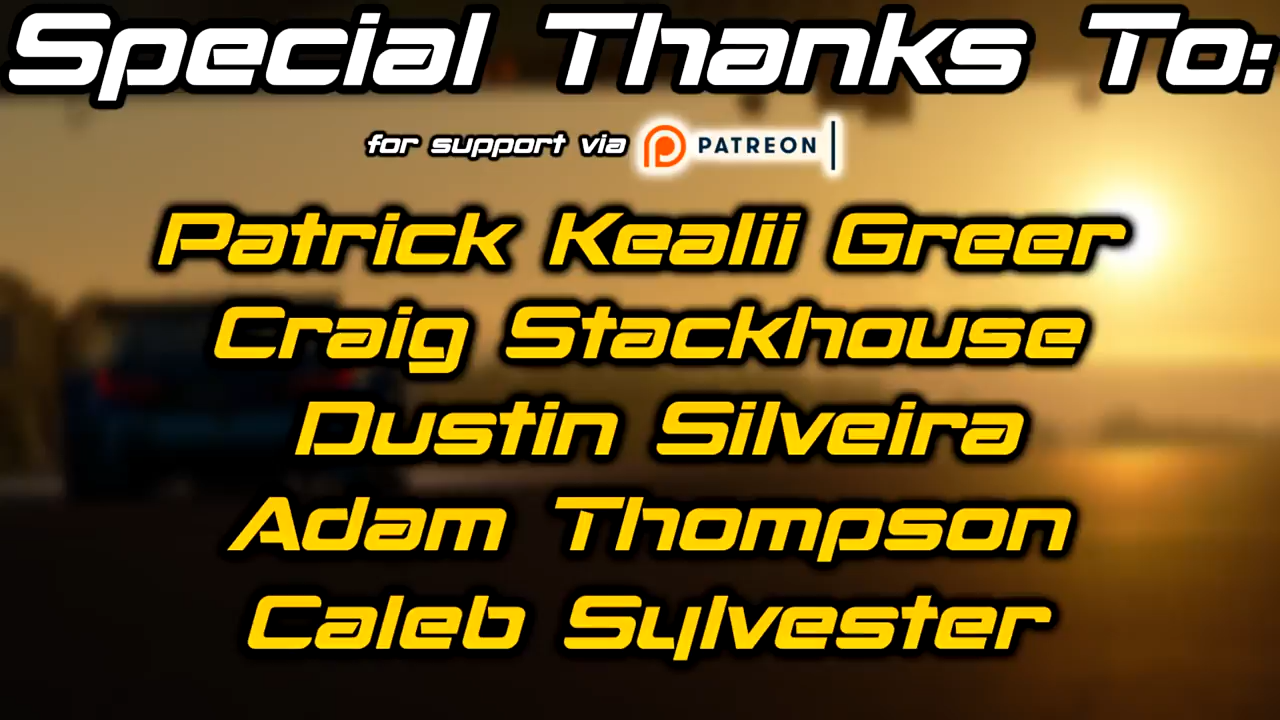 Special Thanks To:
for support via PATREON
Patrick Kealii Greer
Craig Stackhouse
Dustin Silveira
Adam Thompson
Caleb Sylvester